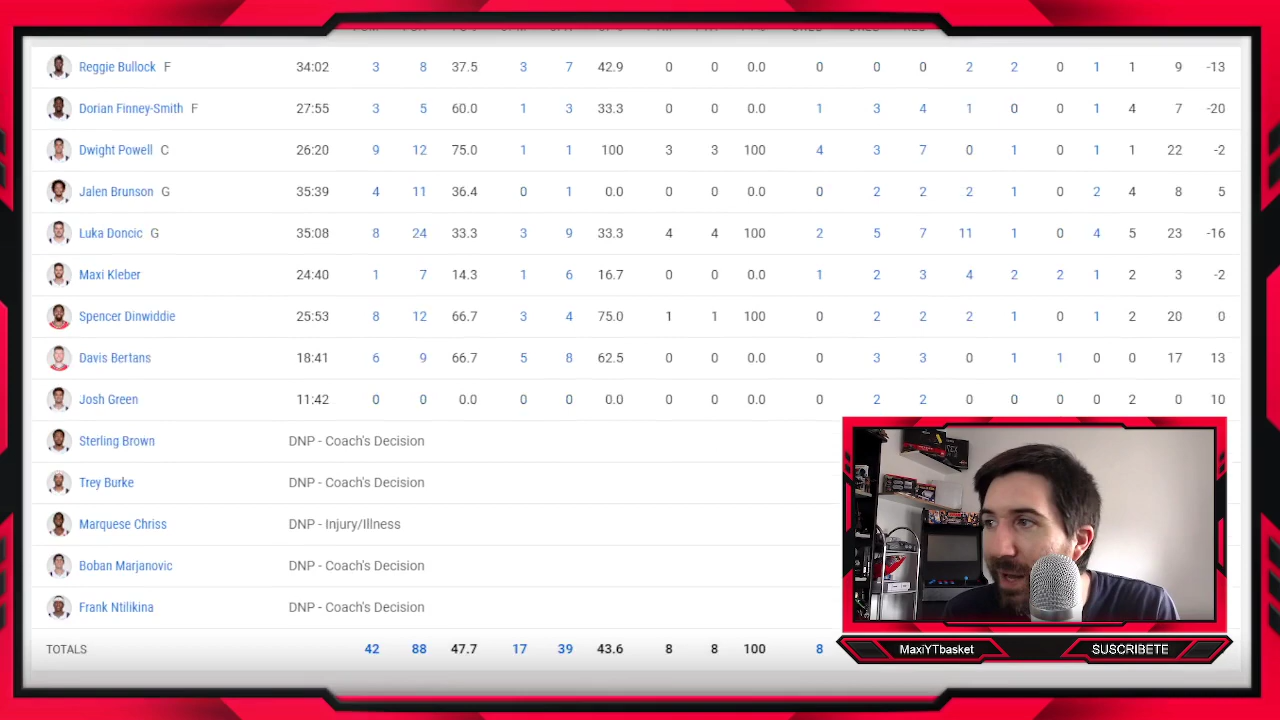 Reggie Bullock F 34:02 3 8 37.5 3 7 42.9 0 0 0.0 0 0 0 2 2 0 1 1 9 -13
Dorian Finney-Smith F 27:55 3 5 60.0 1 3 33.3 0 0 0.0 1 3 4 1 0 0 1 4 7 -20
Dwight Powell C 26:20 9 12 75.0 1 1 100 3 3 100 4 3 7 0 1 0 1 1 22 -2
Jalen Brunson G 35:39 4 11 36.4 0 1 0.0 0 0 0.0 0 2 2 2 1 0 2 4 8 5
Luka Doncic G 35:08 8 24 33.3 3 9 33.3 4 4 100 2 5 7 11 1 0 4 5 23 -16
Maxi Kleber 24:40 1 7 14.3 1 6 16.7 0 0 0.0 1 2 3 4 2 2 1 2 3 -2
Spencer Dinwiddie 25:53 8 12 66.7 3 4 75.0 1 1 100 0 2 2 2 1 0 1 2 20 0
Davis Bertans 18:41 6 9 66.7 5 8 62.5 0 0 0.0 0 3 3 0 1 1 0 0 17 13
Josh Green 11:42 0 0 0.0 0 0 0.0 0 0 0.0 0 2 2 0 0 0 0 2 0 10
Sterling Brown DNP - Coach's Decision
Trey Burke DNP - Coach's Decision
Marquese Chriss DNP - Injury/Illness
Boban Marjanovic DNP - Coach's Decision
Frank Ntilikina DNP - Coach's Decision
TOTALS 42 88 47.7 17 39 43.6 8 8 100 8
MaxiYTbasket SUSCRIBETE